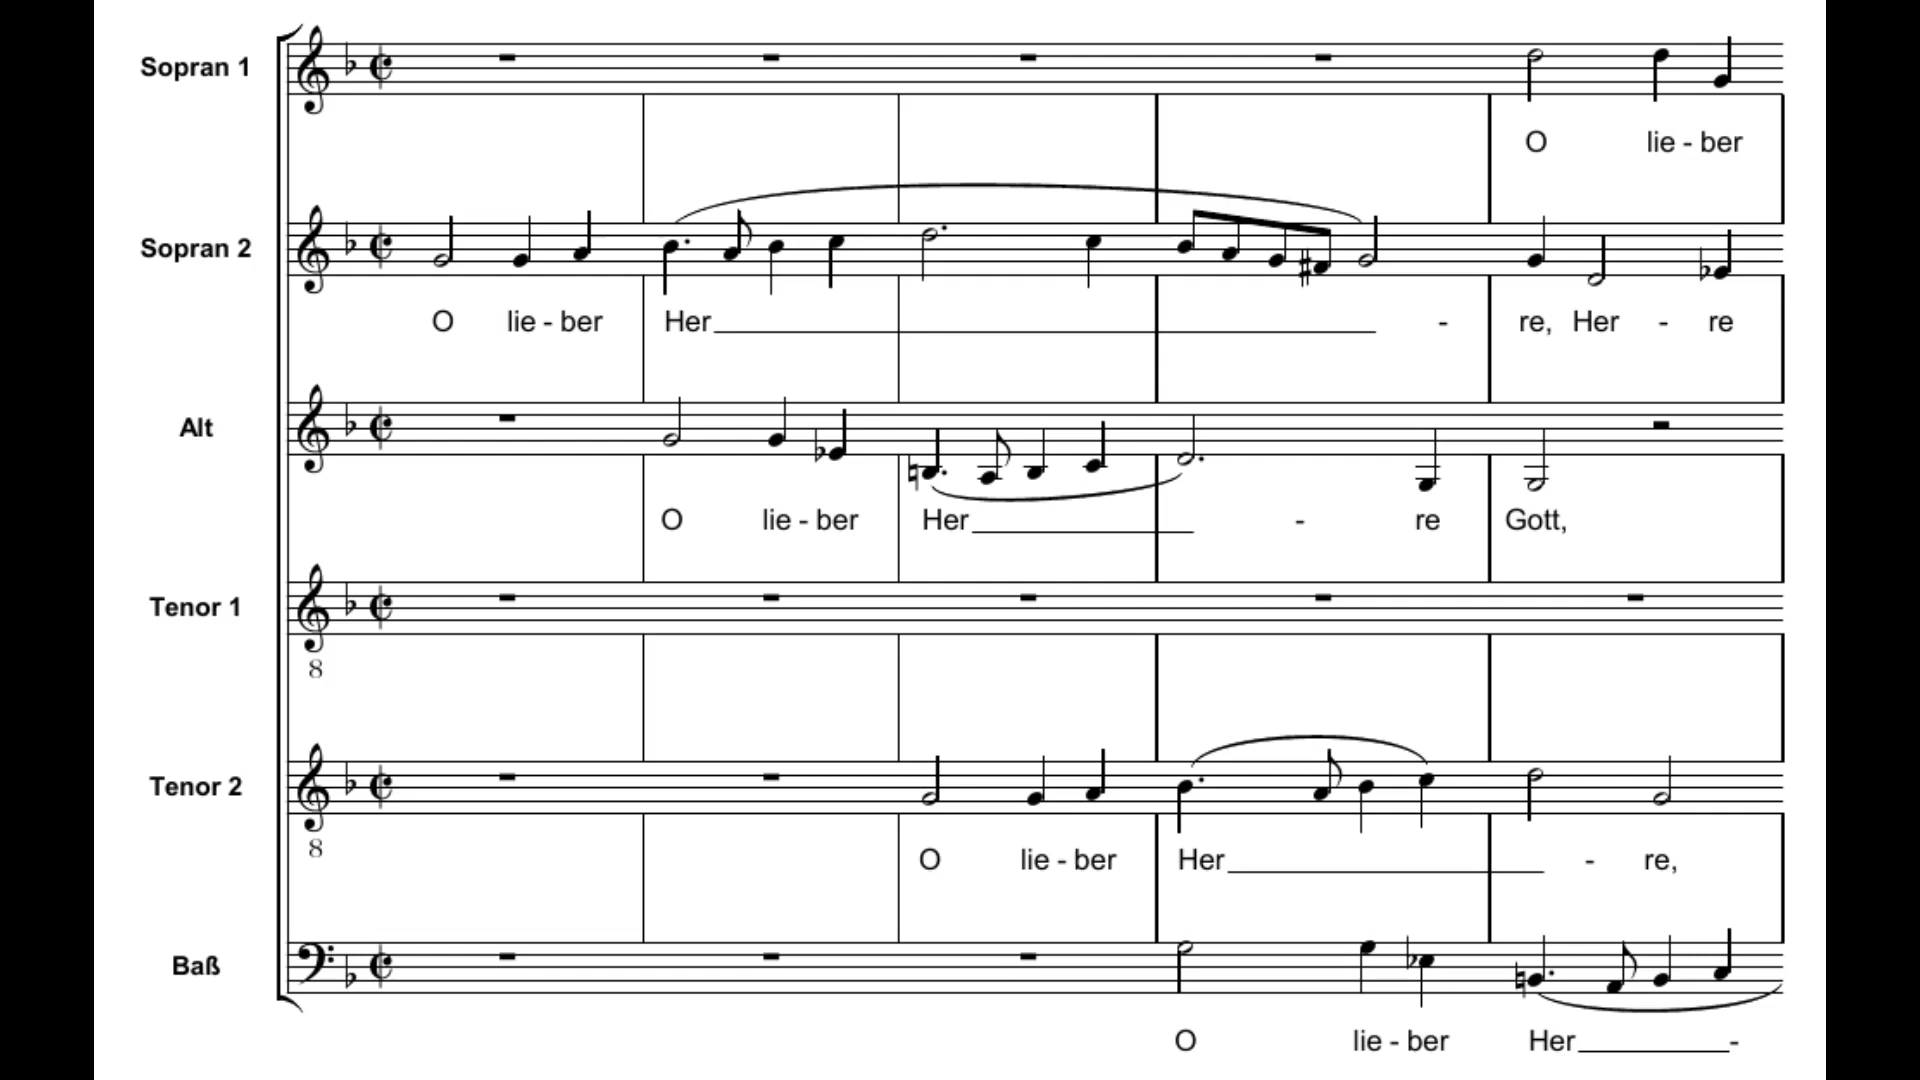 Sopran 1
O lie - ber
Sopran 2
O lie - ber Her - re, Her - re
Alt
O lie - ber Her - re Gott,
Tenor 1
8
Tenor 2
8
O lie - ber Her - re,
Baß
O lie - ber Her -